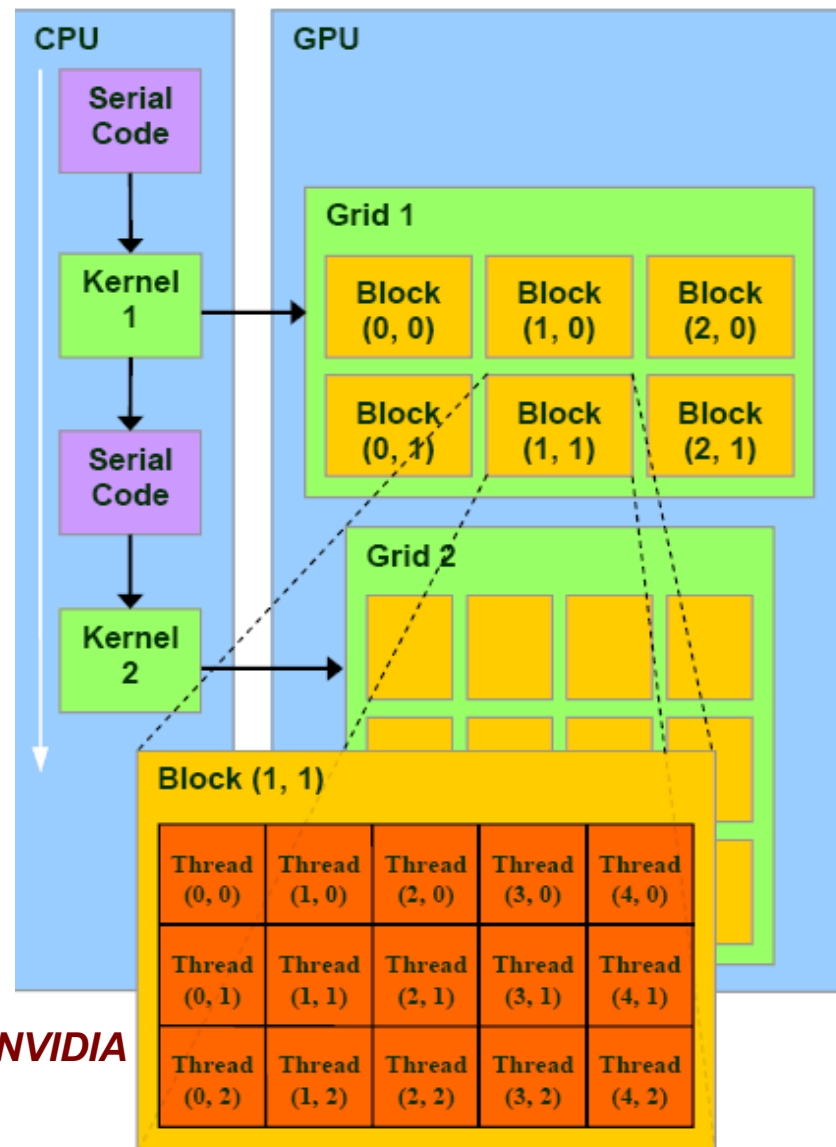 CPU
Serial
Code
Kernel
1
Serial
Code
Kernel
2
GPU
Grid 1
Block
(0, 0)
Block
(1, 0)
Block
(2, 0)
Block
(0, 1)
Block
(1, 1)
Block
(2, 1)
Grid 2
Block (1, 1)
Thread
(0, 0)
Thread
(1, 0)
Thread
(2, 0)
Thread
(3, 0)
Thread
(4, 0)
Thread
(0, 1)
Thread
(1, 1)
Thread
(2, 1)
Thread
(3, 1)
Thread
(4, 1)
Thread
(0, 2)
Thread
(1, 2)
Thread
(2, 2)
Thread
(3, 2)
Thread
(4, 2)
NVIDIA